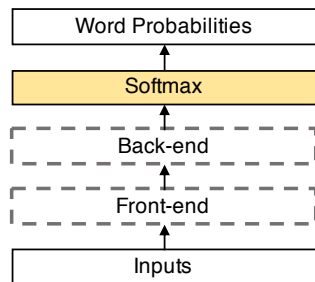 Word Probabilities
Softmax
Back-end
Front-end
Inputs